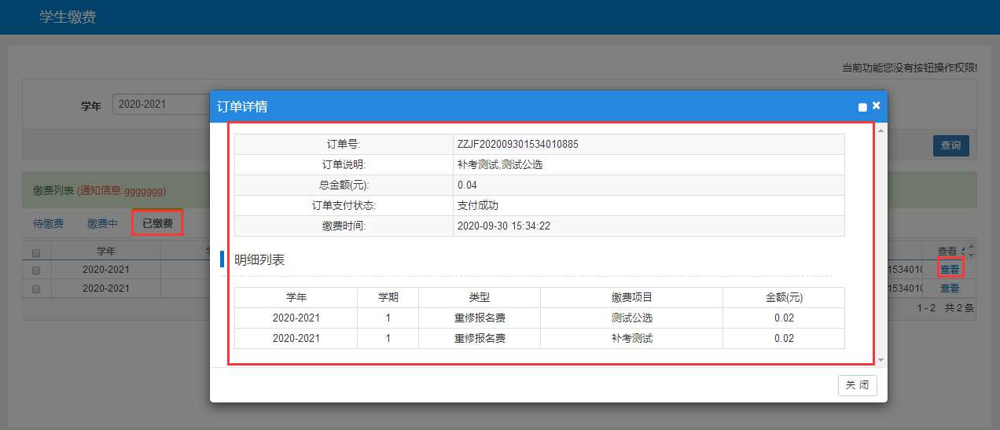 学生缴费
当前功能您没有按钮操作权限!
学年 2020-2021
查询
缴费列表 (通知信息:ggggggg)
待缴费 缴费中 已缴费
学年 查看
2020-2021 1534010 查看
2020-2021 1534010 查看
1 - 2 共 2 条
订单详情
订单号: ZZJF202009301534010885
订单说明: 补考测试,测试公选
总金额(元): 0.04
订单支付状态: 支付成功
缴费时间: 2020-09-30 15:34:22
明细列表
学年 学期 类型 缴费项目 金额(元)
2020-2021 1 重修报名费 测试公选 0.02
2020-2021 1 重修报名费 补考测试 0.02
关 闭